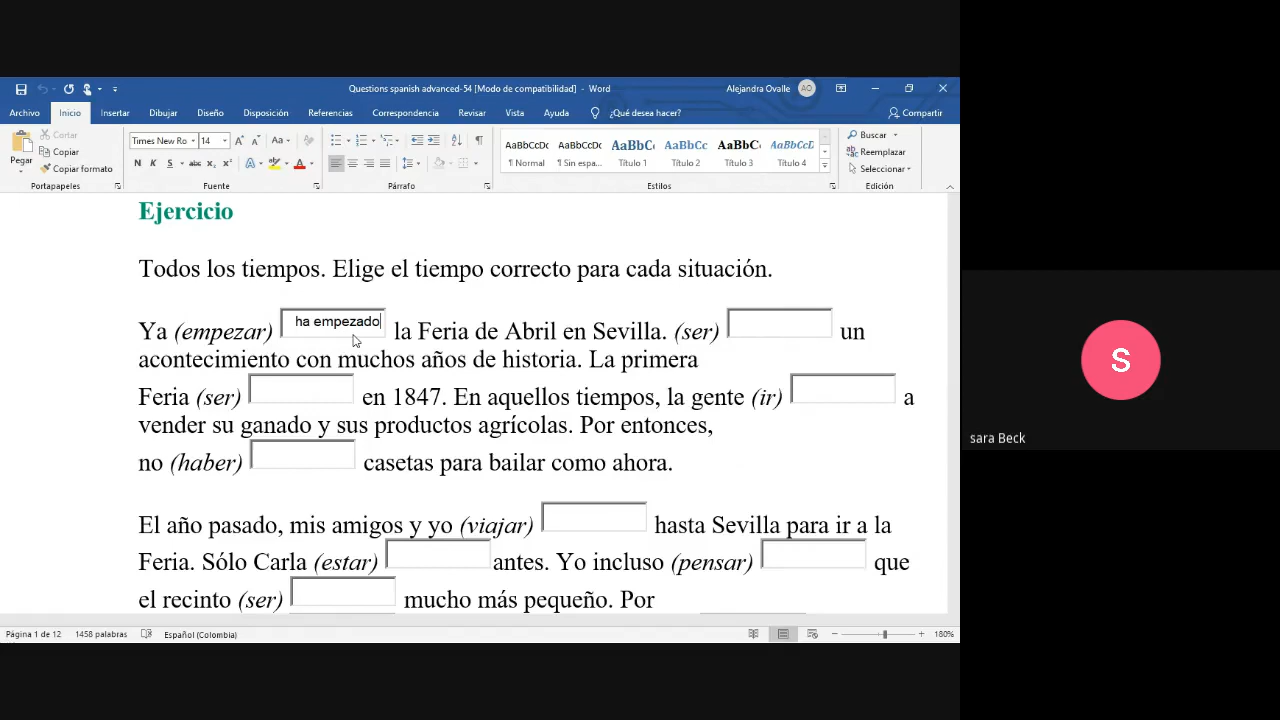 Questions spanish advanced-54 [Modo de compatibilidad] - Word
Alejandra Ovalle
AO
Archivo Inicio Insertar Dibujar Diseño Disposición Referencias Correspondencia Revisar Vista Ayuda ¿Qué desea hacer? Compartir
Pegar
Cortar
Copiar
Copiar formato
Portapapeles
Times New Ro 14
N K S abc x₂ x²
Fuente
Párrafo
AaBbCcDc AaBbCcDc AaBbCc AaBbCc AaBbC AaBbCcD
¶ Normal ¶ Sin espa... Título 1 Título 2 Título 3 Título 4
Estilos
Buscar
Reemplazar
Seleccionar
Edición
Ejercicio
Todos los tiempos. Elige el tiempo correcto para cada situación.
Ya (empezar) ha empezado la Feria de Abril en Sevilla. (ser) un
acontecimiento con muchos años de historia. La primera
Feria (ser) en 1847. En aquellos tiempos, la gente (ir) a
vender su ganado y sus productos agrícolas. Por entonces,
no (haber) casetas para bailar como ahora.
El año pasado, mis amigos y yo (viajar) hasta Sevilla para ir a la
Feria. Sólo Carla (estar) antes. Yo incluso (pensar) que
el recinto (ser) mucho más pequeño. Por
Página 1 de 12 1458 palabras Español (Colombia) 180%
S
sara Beck